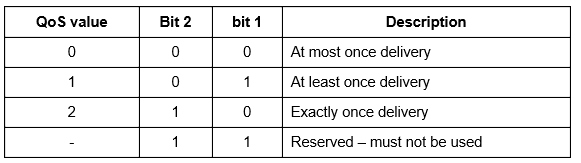 QoS value Bit 2 bit 1 Description
0 0 0 At most once delivery
1 0 1 At least once delivery
2 1 0 Exactly once delivery
- 1 1 Reserved – must not be used